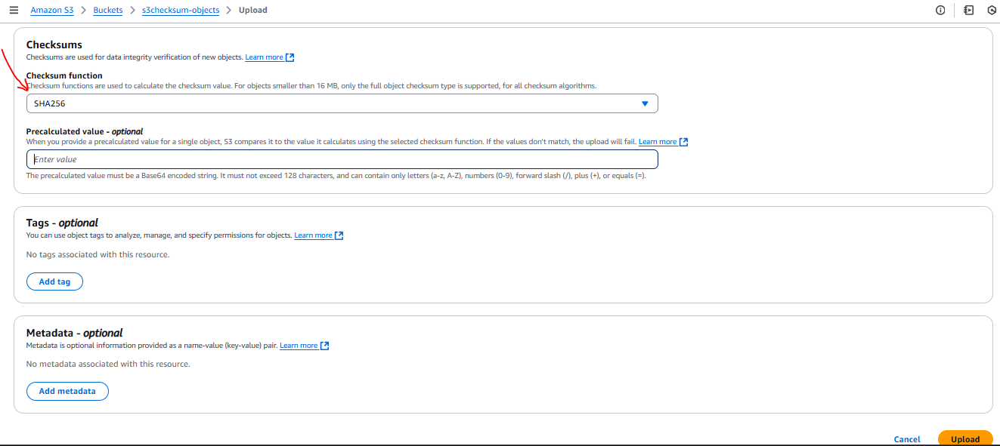 Amazon S3 > Buckets > s3checksum-objects > Upload
Checksums
Checksums are used for data integrity verification of new objects. Learn more
Checksum function
Checksum functions are used to calculate the checksum value. For objects smaller than 16 MB, only the full object checksum type is supported, for all checksum algorithms.
SHA256
Precalculated value - optional
When you provide a precalculated value for a single object, S3 compares it to the value it calculates using the selected checksum function. If the values don't match, the upload will fail. Learn more
Enter value
The precalculated value must be a Base64 encoded string. It must not exceed 128 characters, and can contain only letters (a-z, A-Z), numbers (0-9), forward slash (/), plus (+), or equals (=).
Tags - optional
You can use object tags to analyze, manage, and specify permissions for objects. Learn more
No tags associated with this resource.
Add tag
Metadata - optional
Metadata is optional information provided as a name-value (key-value) pair. Learn more
No metadata associated with this resource.
Add metadata
Cancel Upload